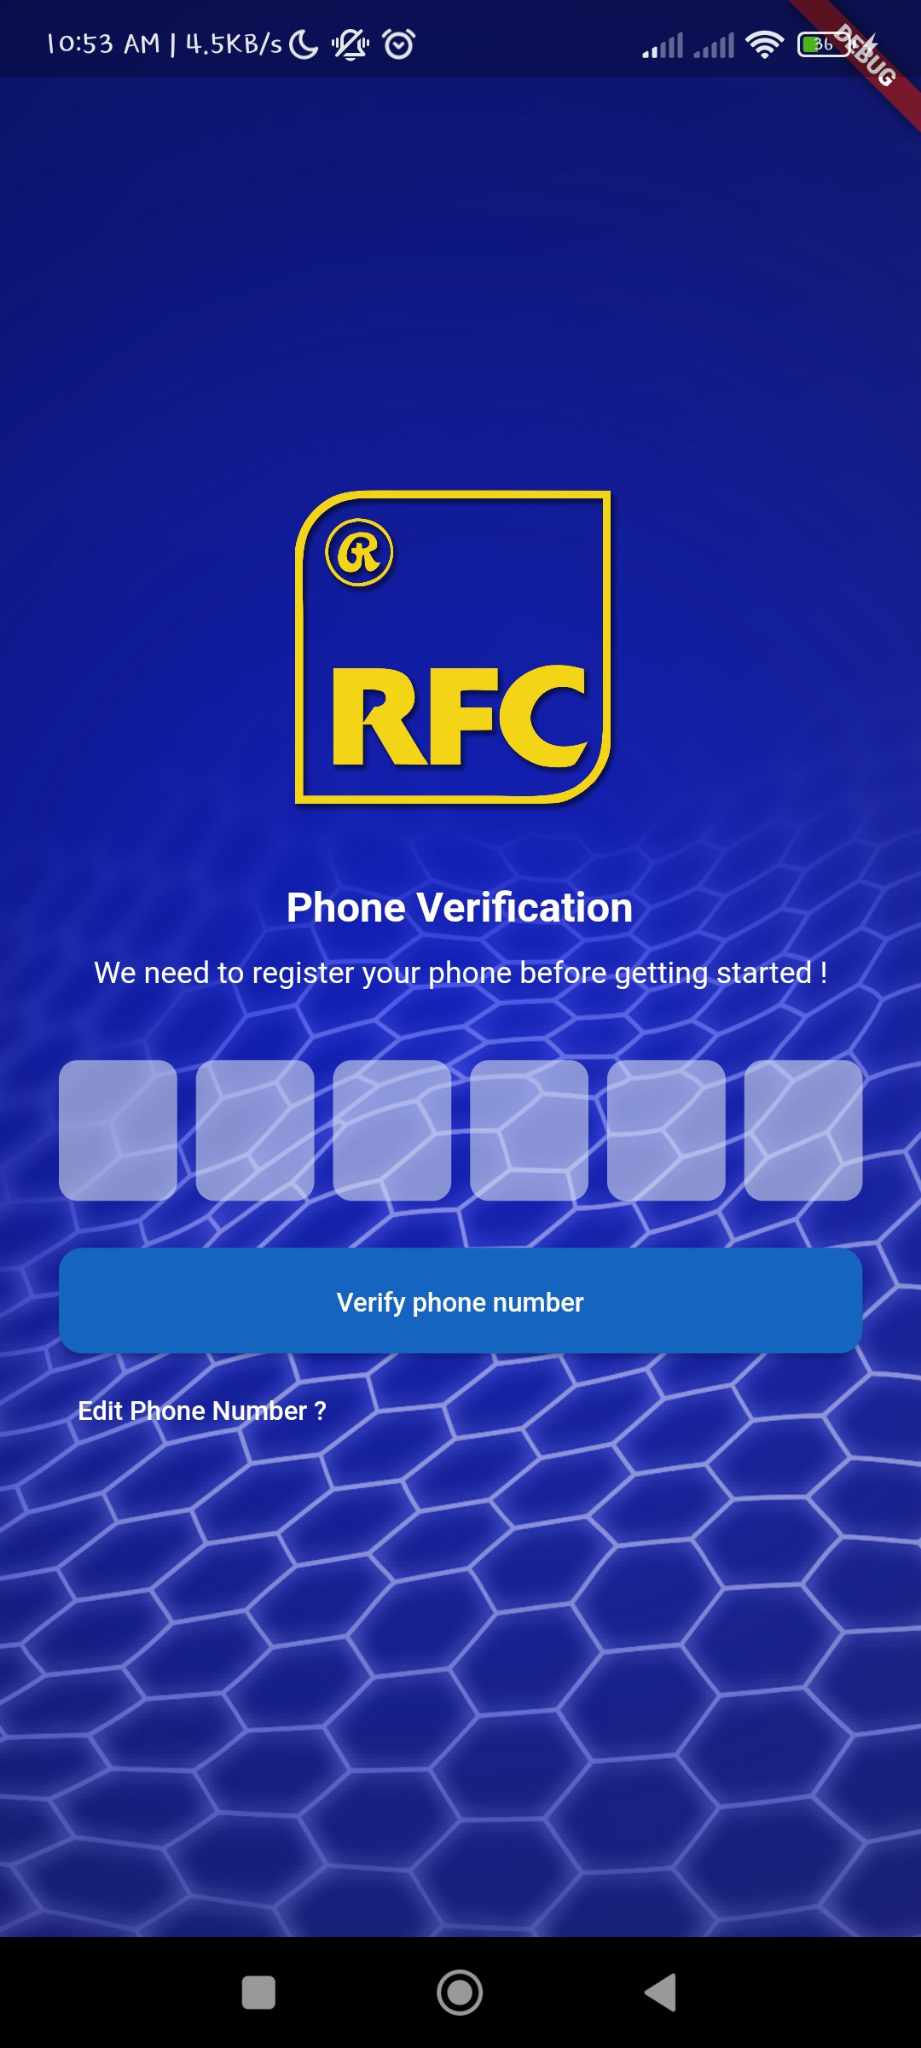 10:53 AM | 4.5KB/s
36
DEBUG
R
RFC
Phone Verification
We need to register your phone before getting started !
Verify phone number
Edit Phone Number ?